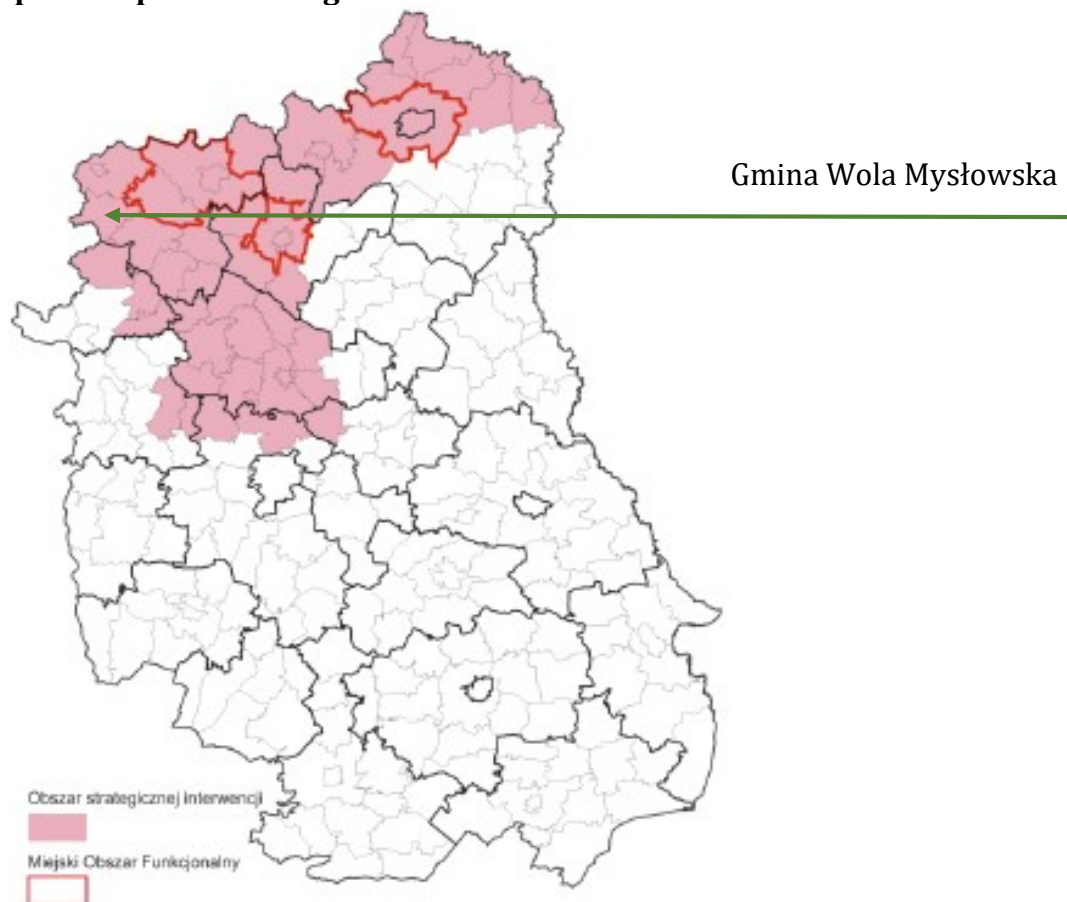 Gmina Wola Mysłowska
Obszar strategicznej interwencji
Miejski Obszar Funkcjonalny